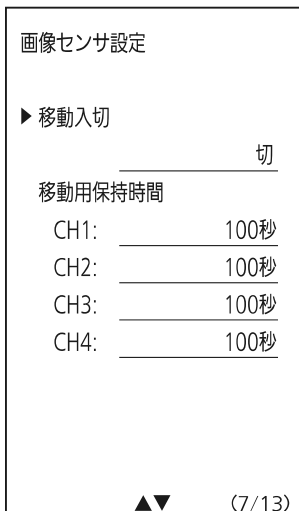 画像センサ設定
▶ 移動入切
切
移動用保持時間
CH1: 100秒
CH2: 100秒
CH3: 100秒
CH4: 100秒
▲▼ (7/13)